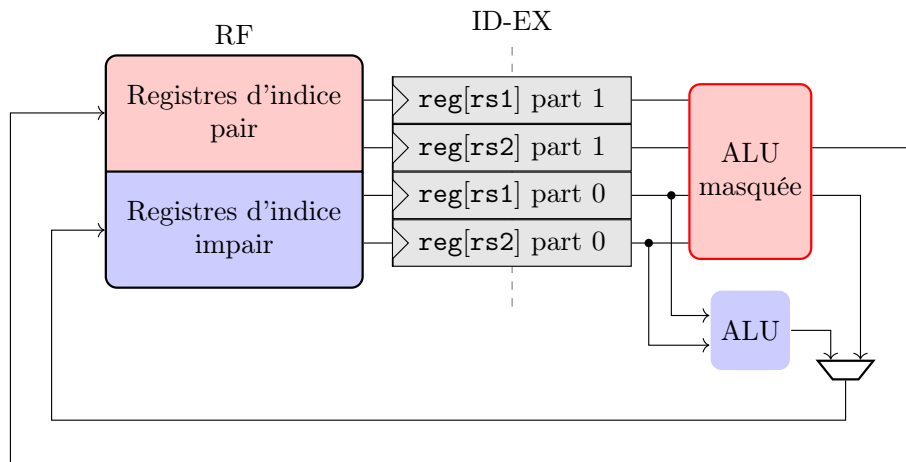 RF
ID-EX
Registres d'indice
pair
Registres d'indice
impair
reg[rs1] part 1
reg[rs2] part 1
reg[rs1] part 0
reg[rs2] part 0
ALU
masquée
ALU